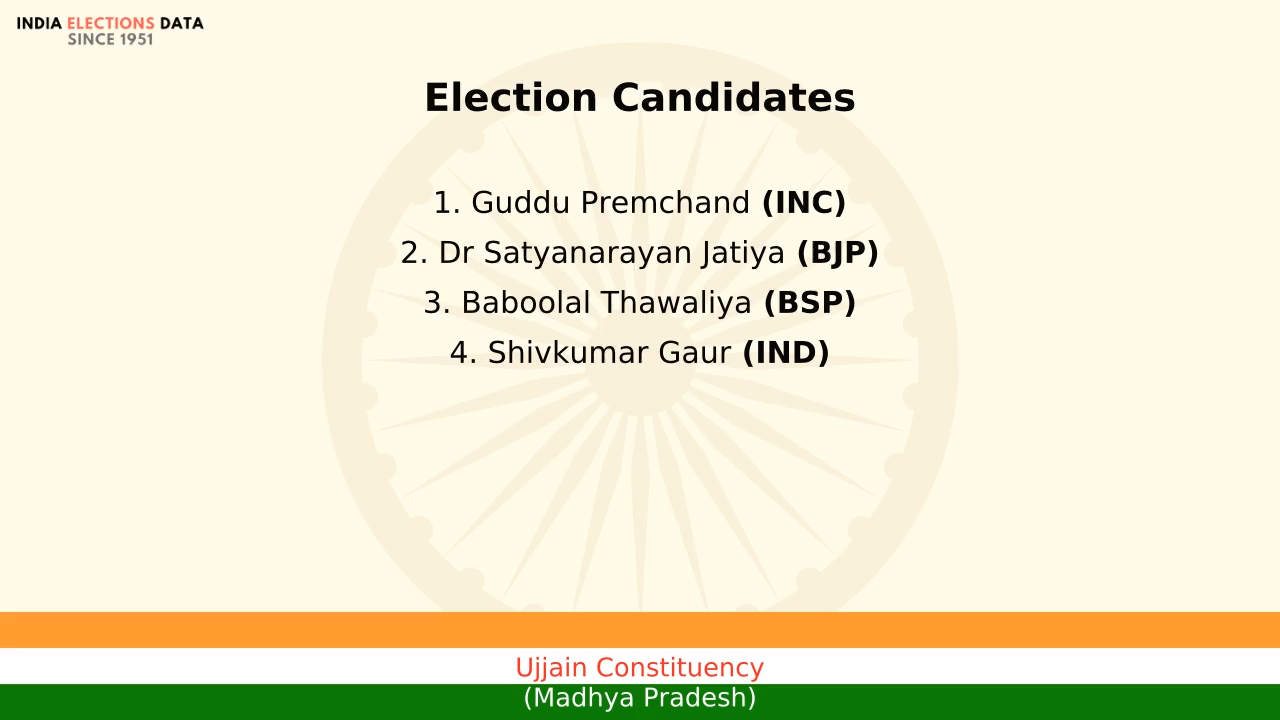 INDIA ELECTIONS DATA
SINCE 1951
Election Candidates
1. Guddu Premchand (INC)
2. Dr Satyanarayan Jatiya (BJP)
3. Baboolal Thawaliya (BSP)
4. Shivkumar Gaur (IND)
Ujjain Constituency
(Madhya Pradesh)